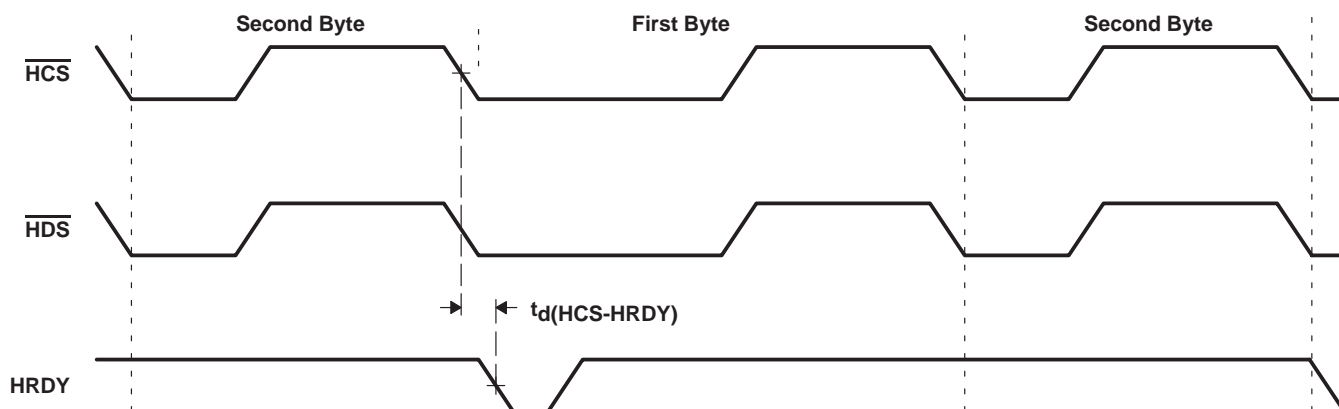 Second Byte First Byte Second Byte
HCS
HDS
td(HCS-HRDY)
HRDY